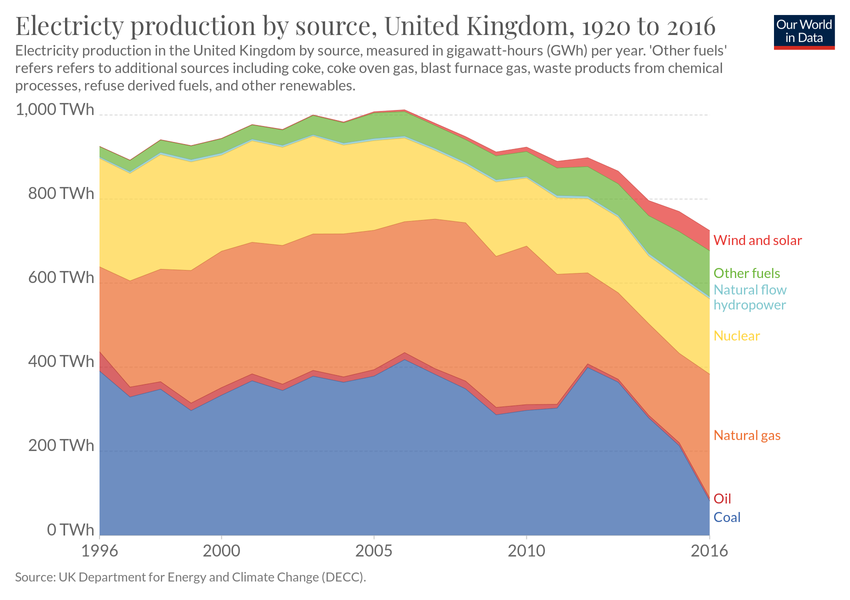 Electricty production by source, United Kingdom, 1920 to 2016
Our World
in Data
Electricity production in the United Kingdom by source, measured in gigawatt-hours (GWh) per year. 'Other fuels'
refers refers to additional sources including coke, coke oven gas, blast furnace gas, waste products from chemical
processes, refuse derived fuels, and other renewables.
1,000 TWh
800 TWh
600 TWh
400 TWh
200 TWh
0 TWh
Wind and solar
Other fuels
Natural flow
hydropower
Nuclear
Natural gas
Oil
Coal
1996
2000
2005
2010
2016
Source: UK Department for Energy and Climate Change (DECC).